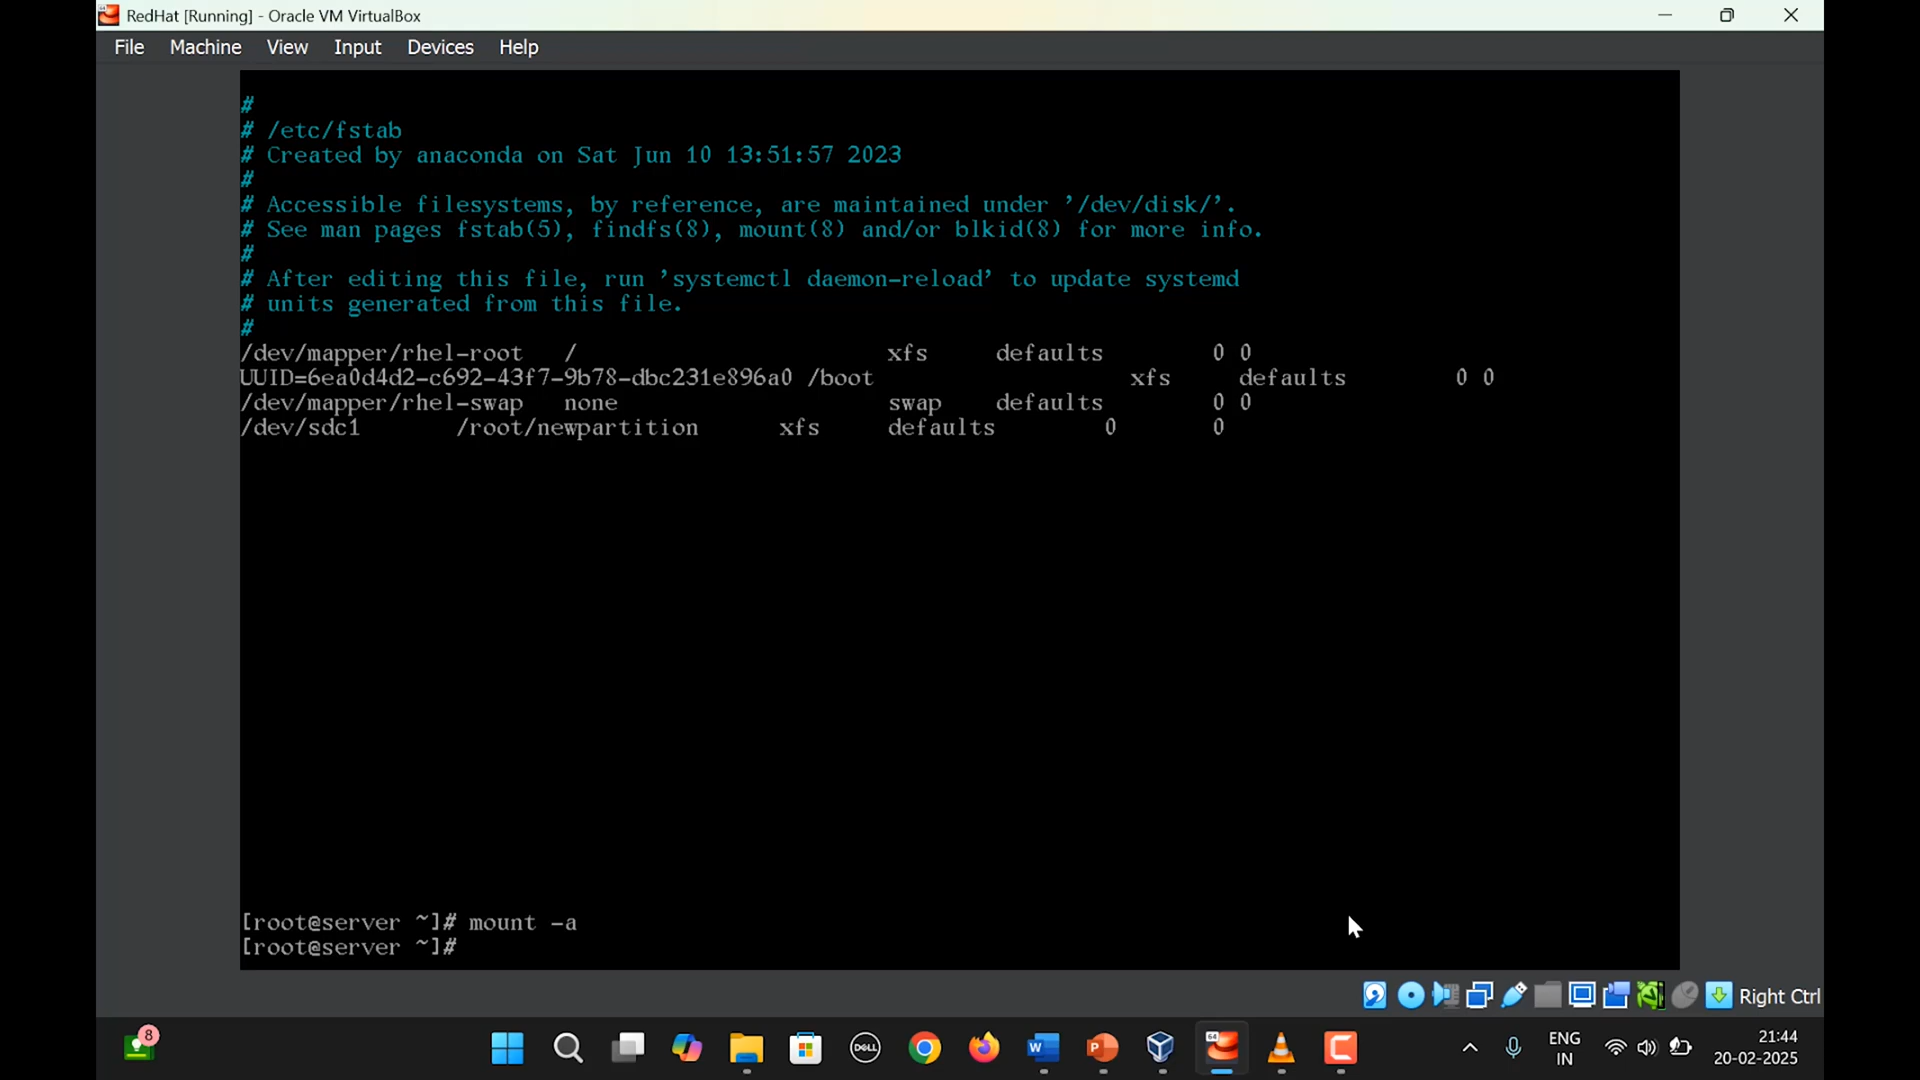 RedHat [Running] - Oracle VM VirtualBox
File Machine View Input Devices Help
#
# /etc/fstab
# Created by anaconda on Sat Jun 10 13:51:57 2023
#
# Accessible filesystems, by reference, are maintained under '/dev/disk/'.
# See man pages fstab(5), findfs(8), mount(8) and/or blkid(8) for more info.
#
# After editing this file, run 'systemctl daemon-reload' to update systemd
# units generated from this file.
#
/dev/mapper/rhel-root / xfs defaults 0 0
UUID=6ea0d4d2-c692-43f7-9b78-dbc231e896a0 /boot xfs defaults 0 0
/dev/mapper/rhel-swap none swap defaults 0 0
/dev/sdc1 /root/newpartition xfs defaults 0 0
[root@server ~]# mount -a
[root@server ~]#
Right Ctrl
8
DELL
W
P
64
C
ENG
IN
21:44
20-02-2025